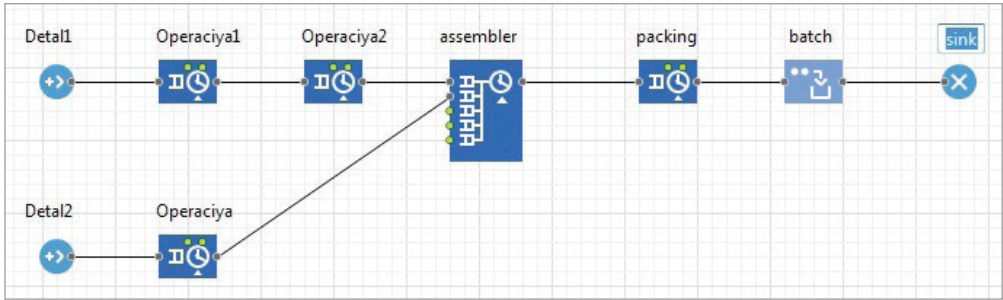 Detal1 Operaciya1 Operaciya2 assembler packing batch sink
Detal2 Operaciya